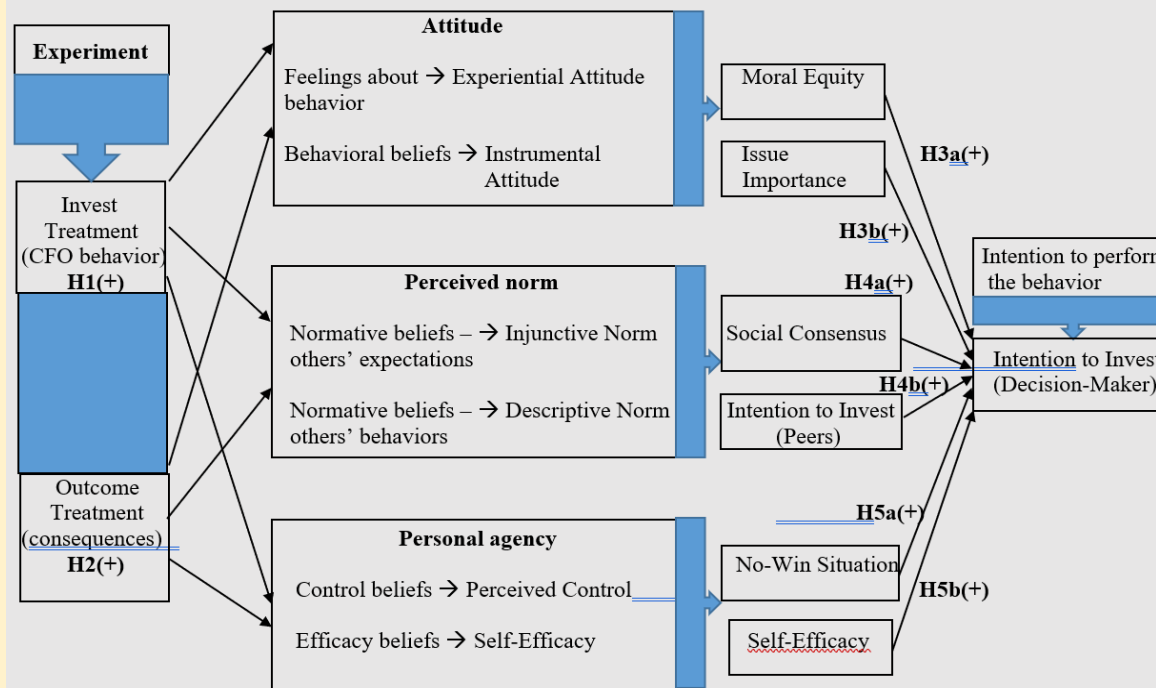 Experiment
Invest
Treatment
(CFO behavior)
H1(+)
Outcome
Treatment
(consequences)
H2(+)
Attitude
Feelings about → Experiential Attitude
behavior
Behavioral beliefs → Instrumental
Attitude
Perceived norm
Normative beliefs – → Injunctive Norm
others’ expectations
Normative beliefs – → Descriptive Norm
others’ behaviors
Personal agency
Control beliefs → Perceived Control
Efficacy beliefs → Self-Efficacy
Moral Equity
Issue
Importance
Social Consensus
Intention to Invest
(Peers)
No-Win Situation
Self-Efficacy
H3a(+)
H3b(+)
H4a(+)
H4b(+)
H5a(+)
H5b(+)
Intention to perform
the behavior
Intention to Invest
(Decision-Maker)